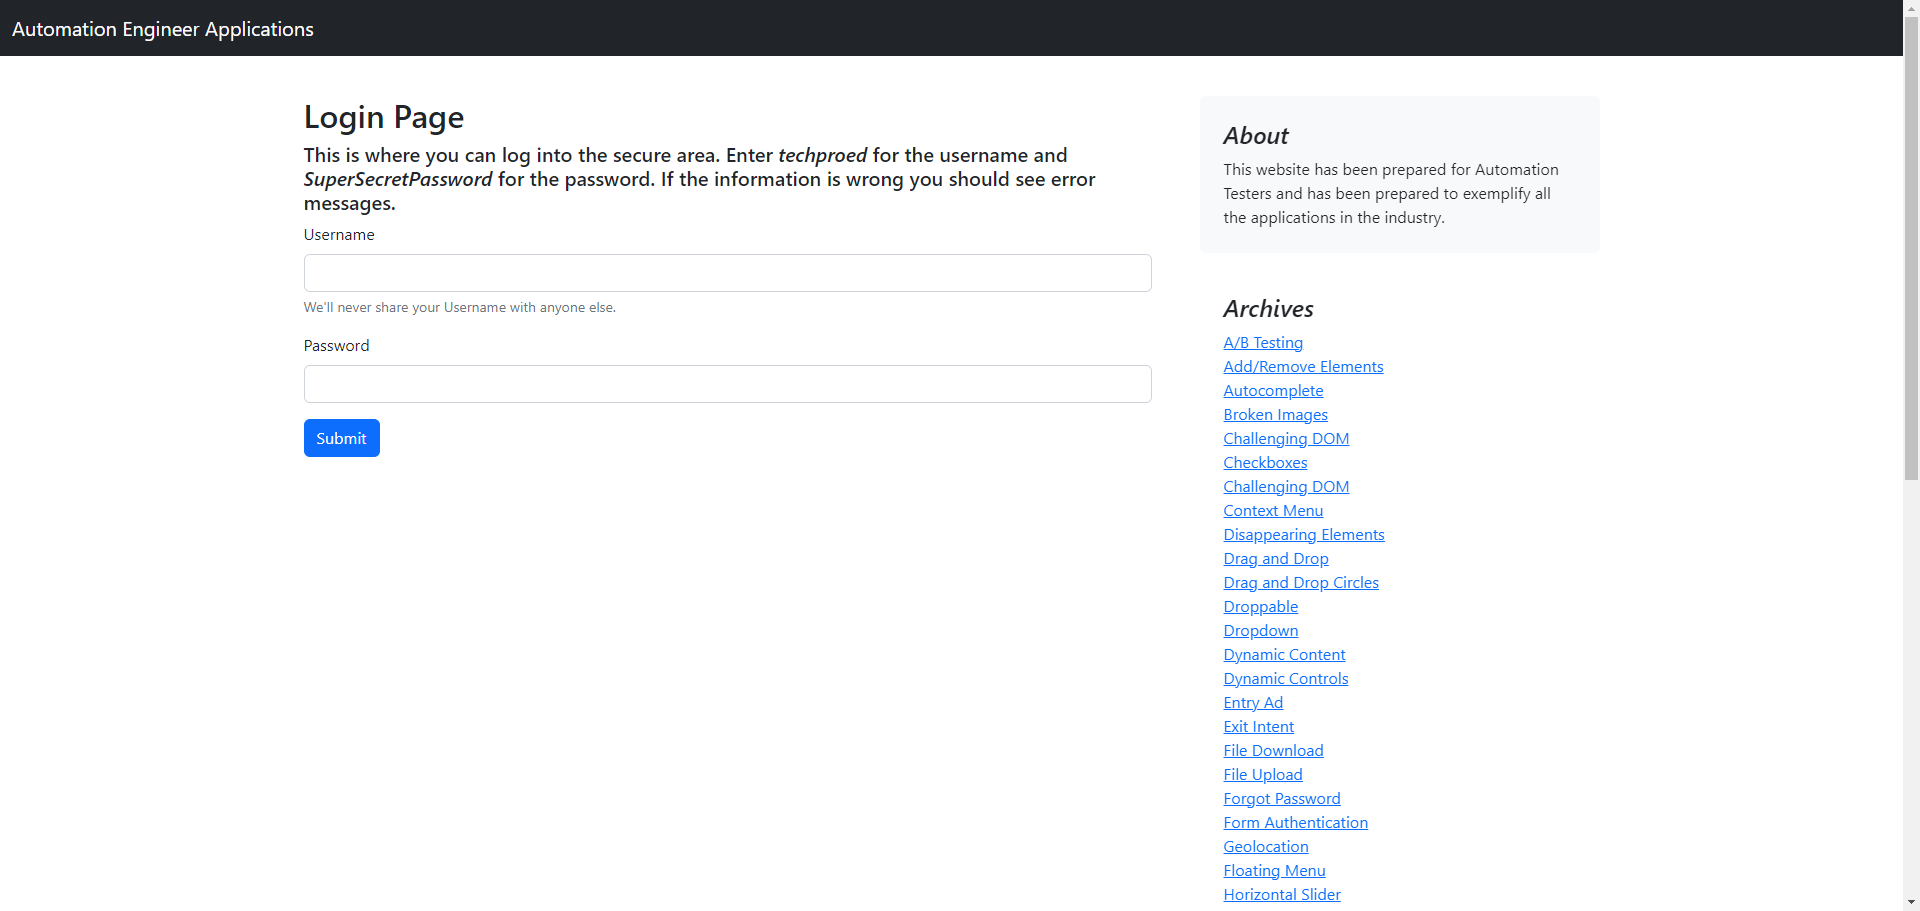 Automation Engineer Applications
Login Page
This is where you can log into the secure area. Enter techproed for the username and
SuperSecretPassword for the password. If the information is wrong you should see error
messages.
Username
We'll never share your Username with anyone else.
Password
Submit
About
This website has been prepared for Automation
Testers and has been prepared to exemplify all
the applications in the industry.
Archives
A/B Testing
Add/Remove Elements
Autocomplete
Broken Images
Challenging DOM
Checkboxes
Challenging DOM
Context Menu
Disappearing Elements
Drag and Drop
Drag and Drop Circles
Droppable
Dropdown
Dynamic Content
Dynamic Controls
Entry Ad
Exit Intent
File Download
File Upload
Forgot Password
Form Authentication
Geolocation
Floating Menu
Horizontal Slider